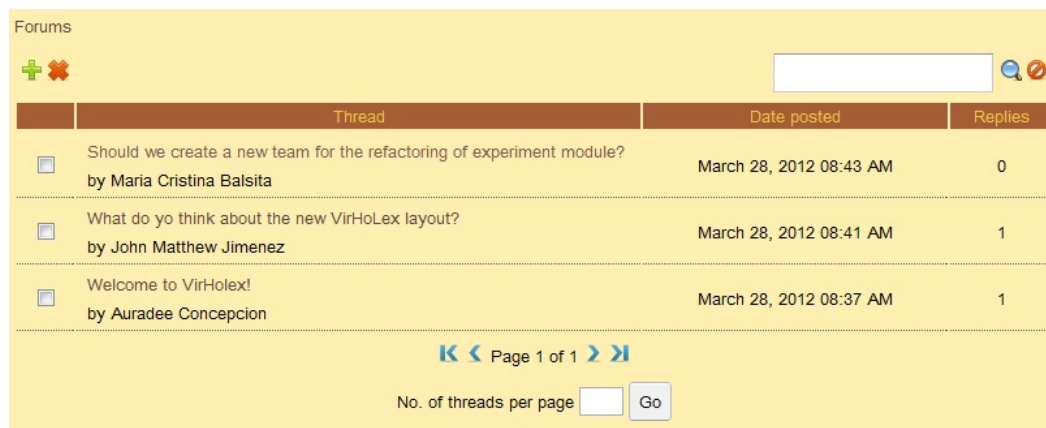 Forums
Thread Date posted Replies
Should we create a new team for the refactoring of experiment module?
by Maria Cristina Balsita
March 28, 2012 08:43 AM 0
What do yo think about the new VirHoLex layout?
by John Matthew Jimenez
March 28, 2012 08:41 AM 1
Welcome to VirHolex!
by Auradee Concepcion
March 28, 2012 08:37 AM 1
Page 1 of 1
No. of threads per page Go